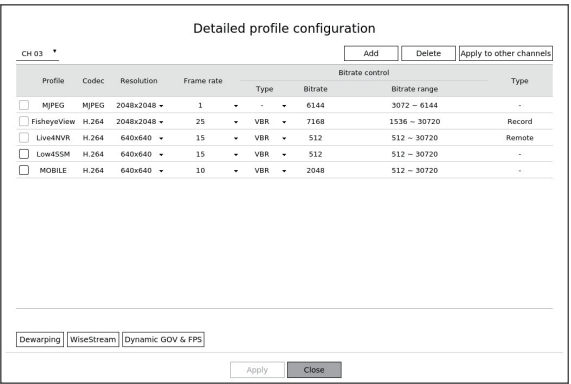 Detailed profile configuration
CH 03 Add Delete Apply to other channels
Profile Codec Resolution Frame rate Bitrate control Type
Type Bitrate Bitrate range
MJPEG MJPEG 2048x2048 1 - 6144 3072 ~ 6144 -
FisheyeView H.264 2048x2048 25 VBR 7168 1536 ~ 30720 Record
Live4NVR H.264 640x640 15 VBR 512 512 ~ 30720 Remote
Low4SSM H.264 640x640 15 VBR 512 512 ~ 30720 -
MOBILE H.264 640x640 10 VBR 2048 512 ~ 30720 -
Dewarping WiseStream Dynamic GOV & FPS
Apply Close